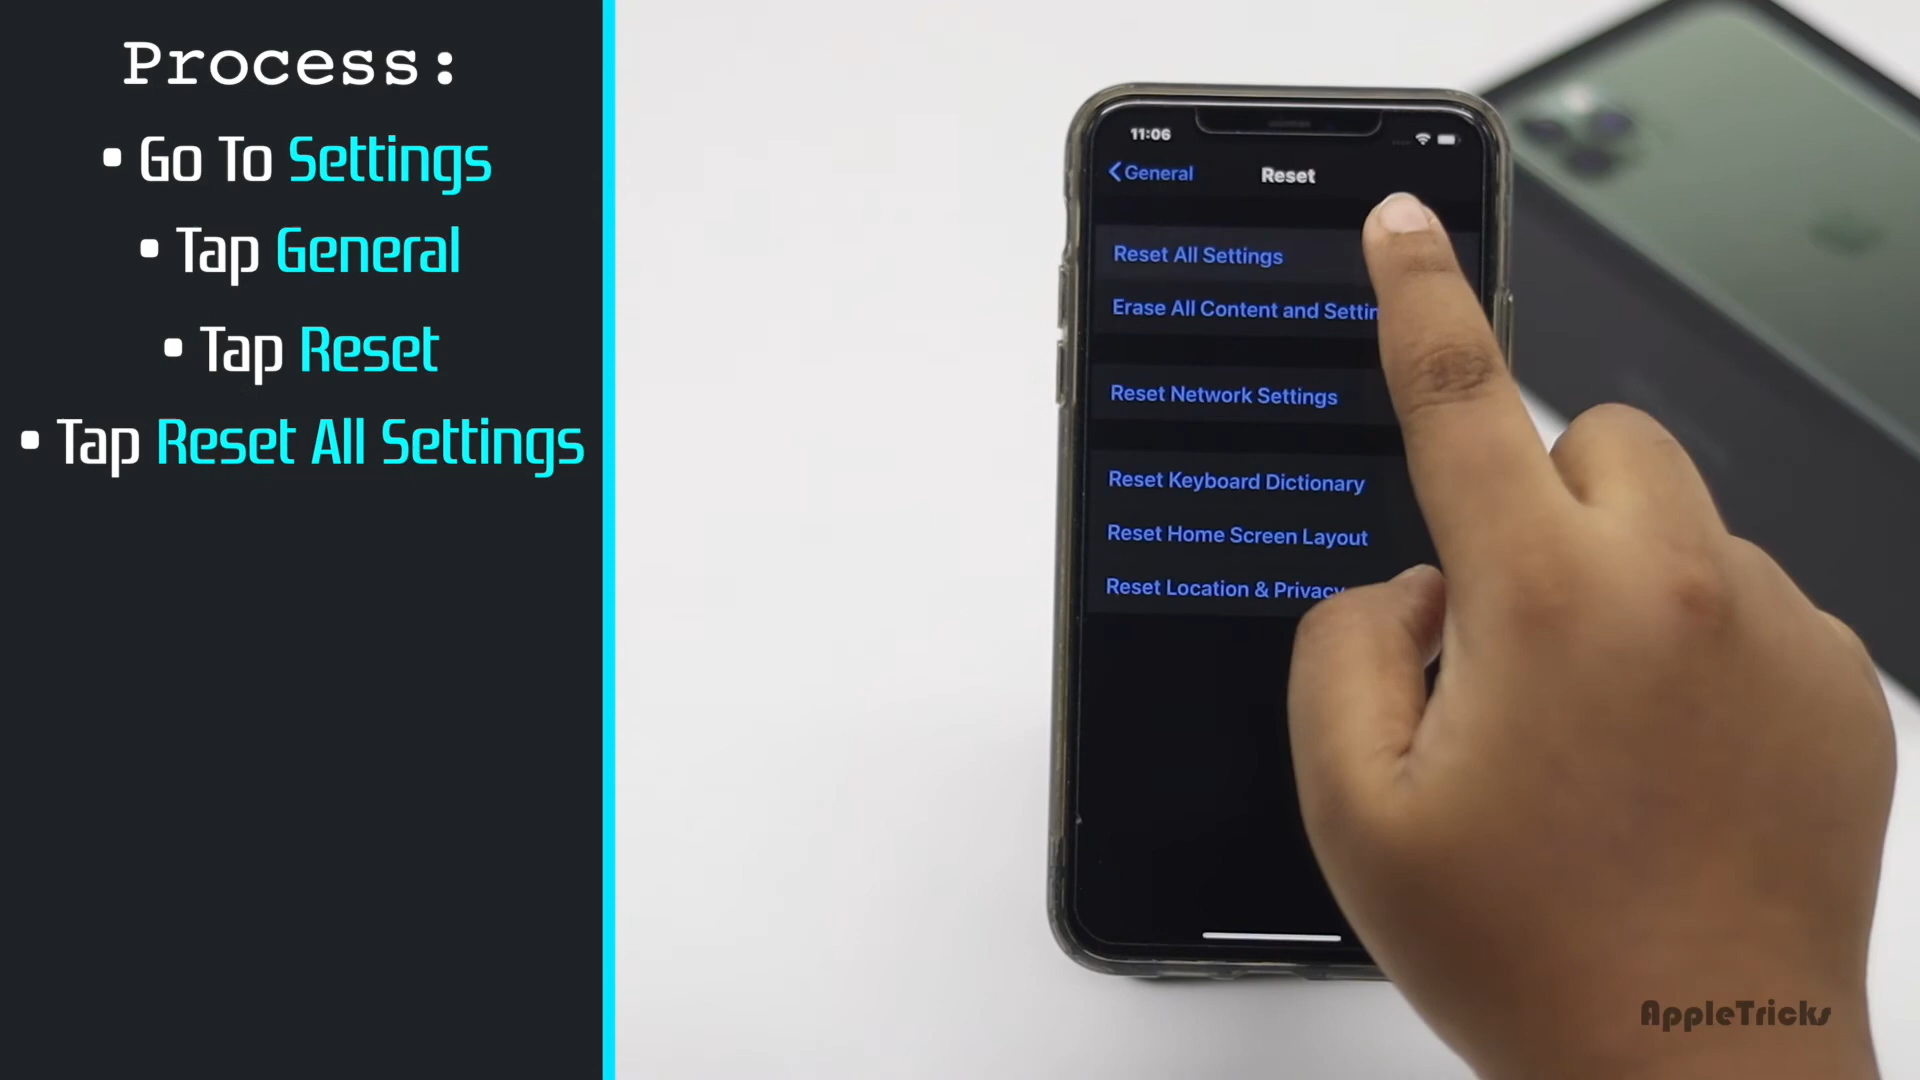 Process:
• Go To Settings
• Tap General
• Tap Reset
• Tap Reset All Settings
11:06
General
Reset
Reset All Settings
Erase All Content and Settin
Reset Network Settings
Reset Keyboard Dictionary
Reset Home Screen Layout
Reset Location & Privacy
AppleTricks